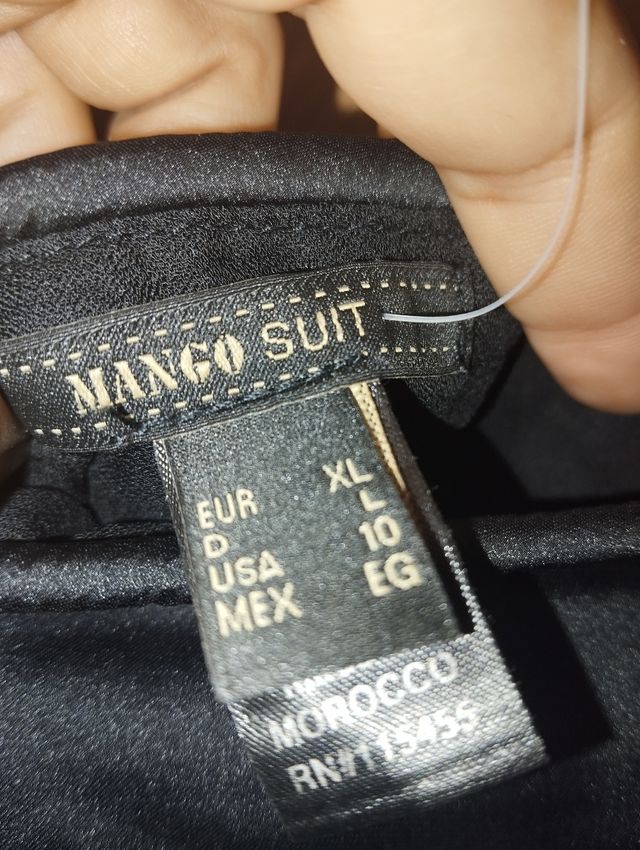 MANGO SUIT
EUR XL
D L
USA 10
MEX EG
MOROCCO
RN#115455